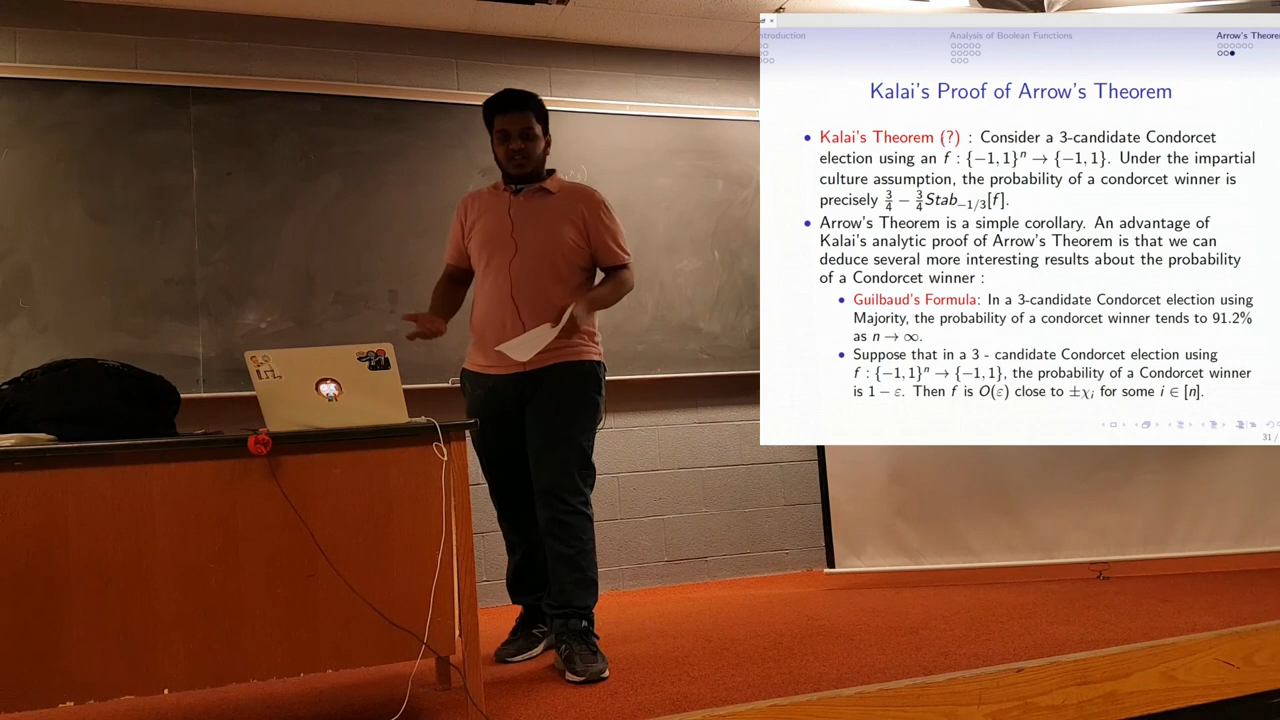 ntroduction
Analysis of Boolean Functions
Arrow's Theore
Kalai's Proof of Arrow's Theorem
• Kalai's Theorem (?) : Consider a 3-candidate Condorcet
election using an f : {−1, 1}ⁿ → {−1, 1}. Under the impartial
culture assumption, the probability of a condorcet winner is
precisely 3/4 − 3/4 Stab₋₁/₃[f].
• Arrow's Theorem is a simple corollary. An advantage of
Kalai's analytic proof of Arrow's Theorem is that we can
deduce several more interesting results about the probability
of a Condorcet winner :
• Guilbaud's Formula: In a 3-candidate Condorcet election using
Majority, the probability of a condorcet winner tends to 91.2%
as n → ∞.
• Suppose that in a 3 - candidate Condorcet election using
f : {−1, 1}ⁿ → {−1, 1}, the probability of a Condorcet winner
is 1 − ε. Then f is O(ε) close to ±χᵢ for some i ∈ [n].
31 /